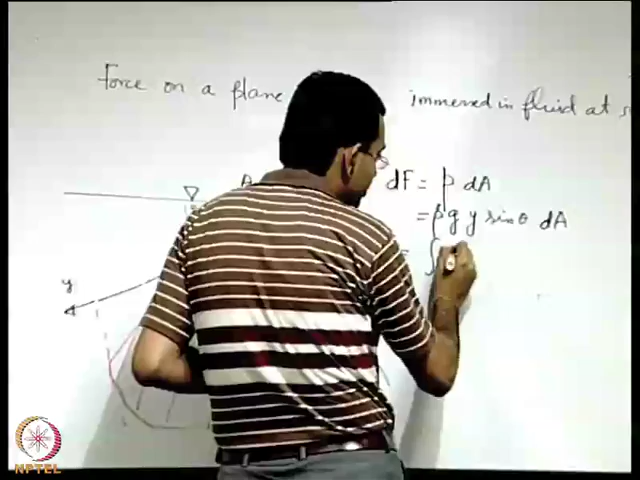 Force on a plane immersed in fluid at
A dF = p dA
= ρ g y sin θ dA
= ∫
y
NPTEL